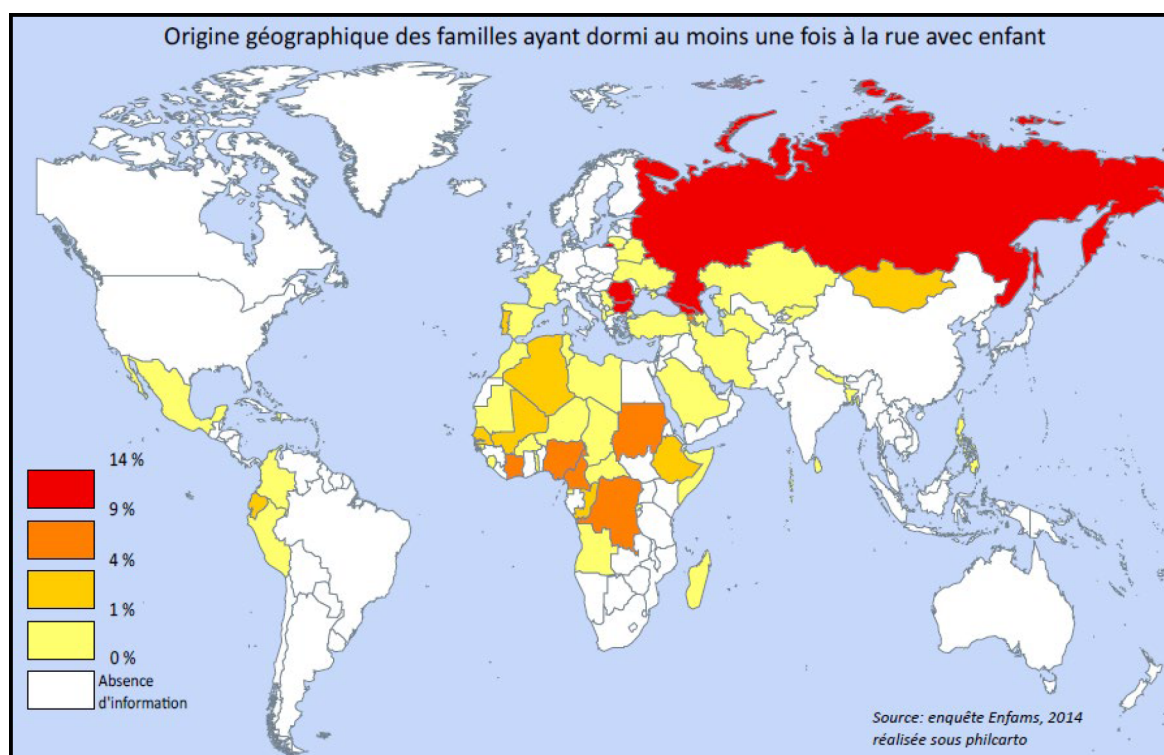 Origine géographique des familles ayant dormi au moins une fois à la rue avec enfant
14 %
9 %
4 %
1 %
0 %
Absence
d'information
Source: enquête Enfams, 2014
réalisée sous philcarto